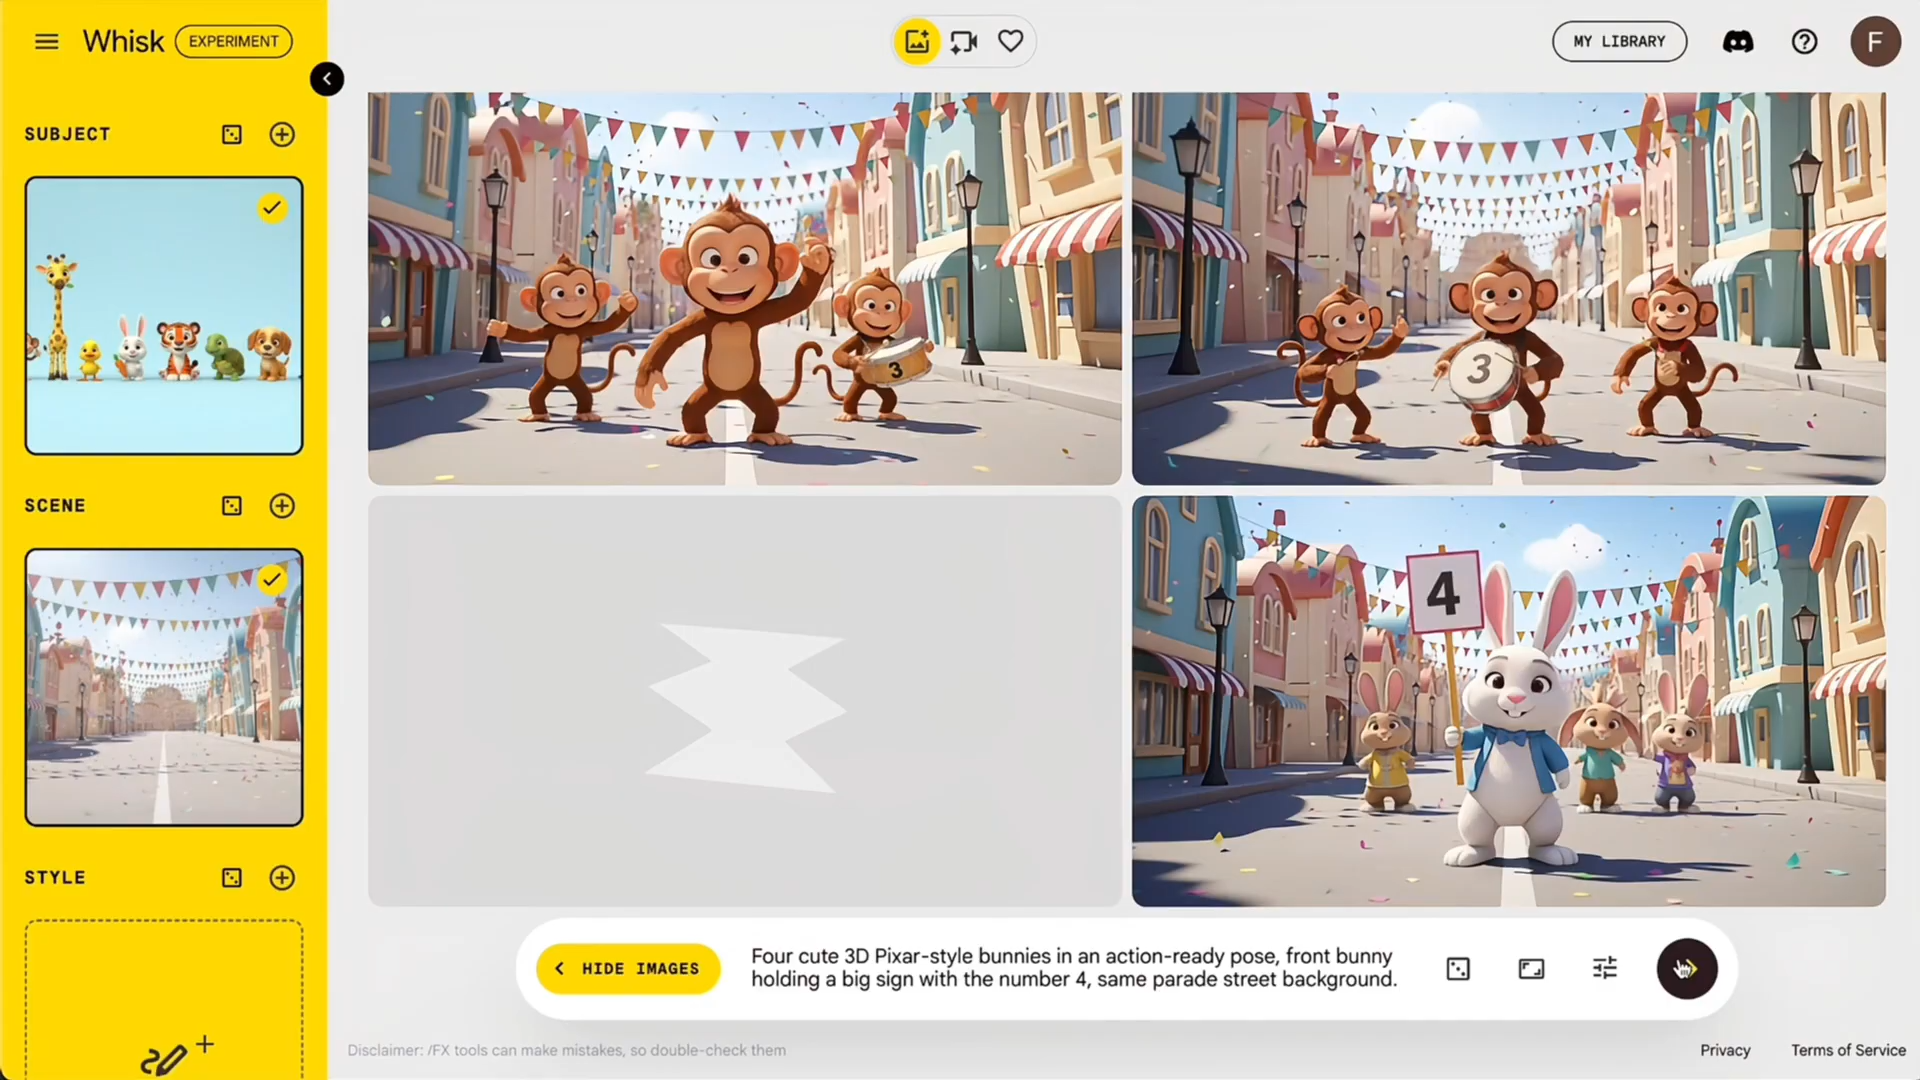 Whisk
EXPERIMENT
MY LIBRARY
F
SUBJECT
SCENE
STYLE
3
3
4
HIDE IMAGES
Four cute 3D Pixar-style bunnies in an action-ready pose, front bunny
holding a big sign with the number 4, same parade street background.
Disclaimer: /FX tools can make mistakes, so double-check them
Privacy
Terms of Service